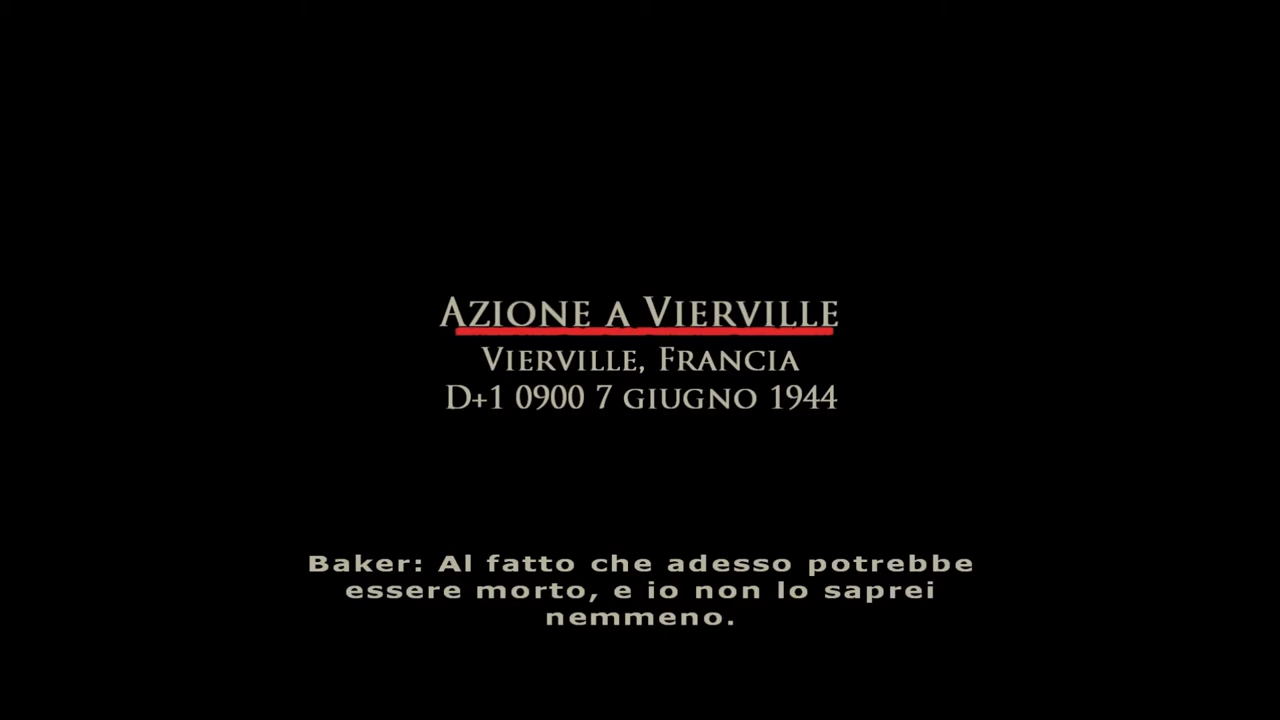 Azione a Vierville
Vierville, Francia
D+1 0900 7 giugno 1944
Baker: Al fatto che adesso potrebbe
essere morto, e io non lo saprei
nemmeno.